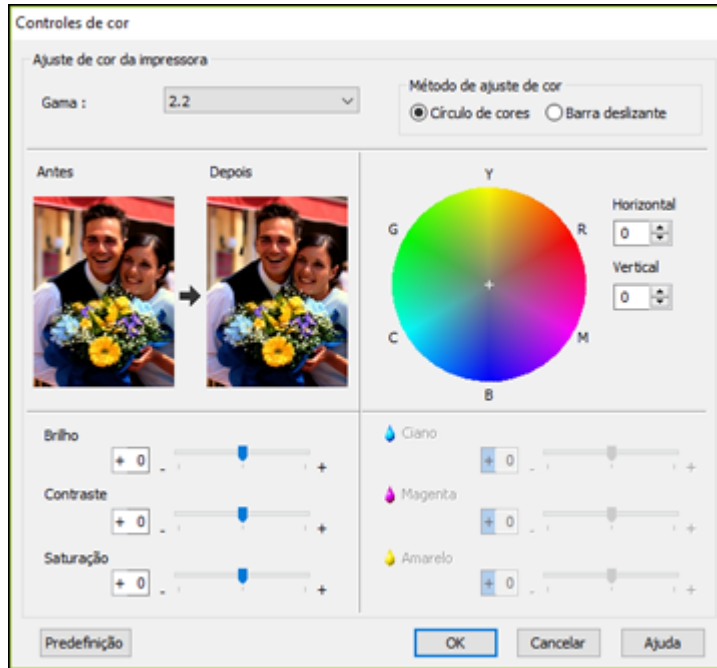 Controles de cor
Ajuste de cor da impressora
Gama :
2.2
Método de ajuste de cor
Círculo de cores
Barra deslizante
Antes
Depois
Y
G
R
C
M
B
Horizontal
0
Vertical
0
Brilho
+ 0 - +
Contraste
+ 0 - +
Saturação
+ 0 - +
Ciano
+ 0 - +
Magenta
+ 0 - +
Amarelo
+ 0 - +
Predefinição
OK
Cancelar
Ajuda